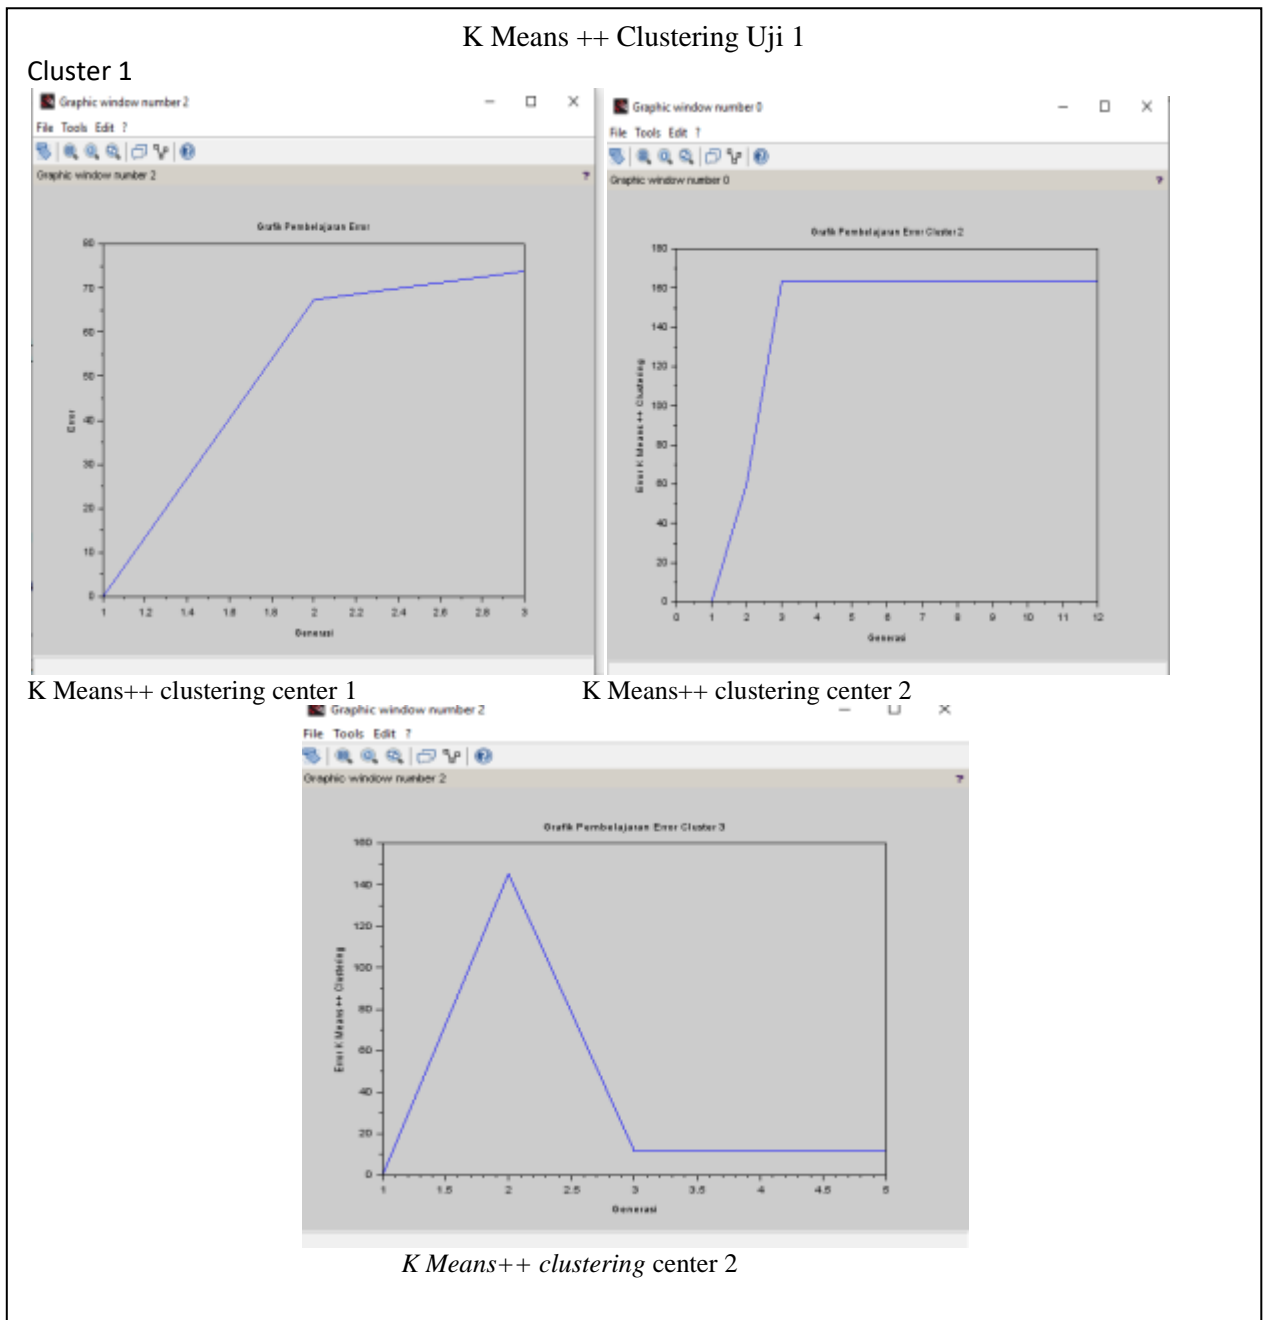 K Means ++ Clustering Uji 1
Cluster 1
Graphic window number 2
File Tools Edit ?
Graphic window number 2 ?
Grafik Pembelajaran Error
80
70
60
50
40
30
20
10
0
Error
1 1.2 1.4 1.6 1.8 2 2.2 2.4 2.6 2.8 3
Generasi
Graphic window number 0
File Tools Edit ?
Graphic window number 0 ?
Grafik Pembelajaran Error Cluster 2
180
160
140
120
100
80
60
40
20
0
Error K Means ++ Clustering
0 1 2 3 4 5 6 7 8 9 10 11 12
Generasi
K Means++ clustering center 1
K Means++ clustering center 2
Graphic window number 2
File Tools Edit ?
Graphic window number 2 ?
Grafik Pembelajaran Error Cluster 3
160
140
120
100
80
60
40
20
0
Error K Means++ Clustering
1 1.5 2 2.5 3 3.5 4 4.5 5
Generasi
K Means++ clustering center 2